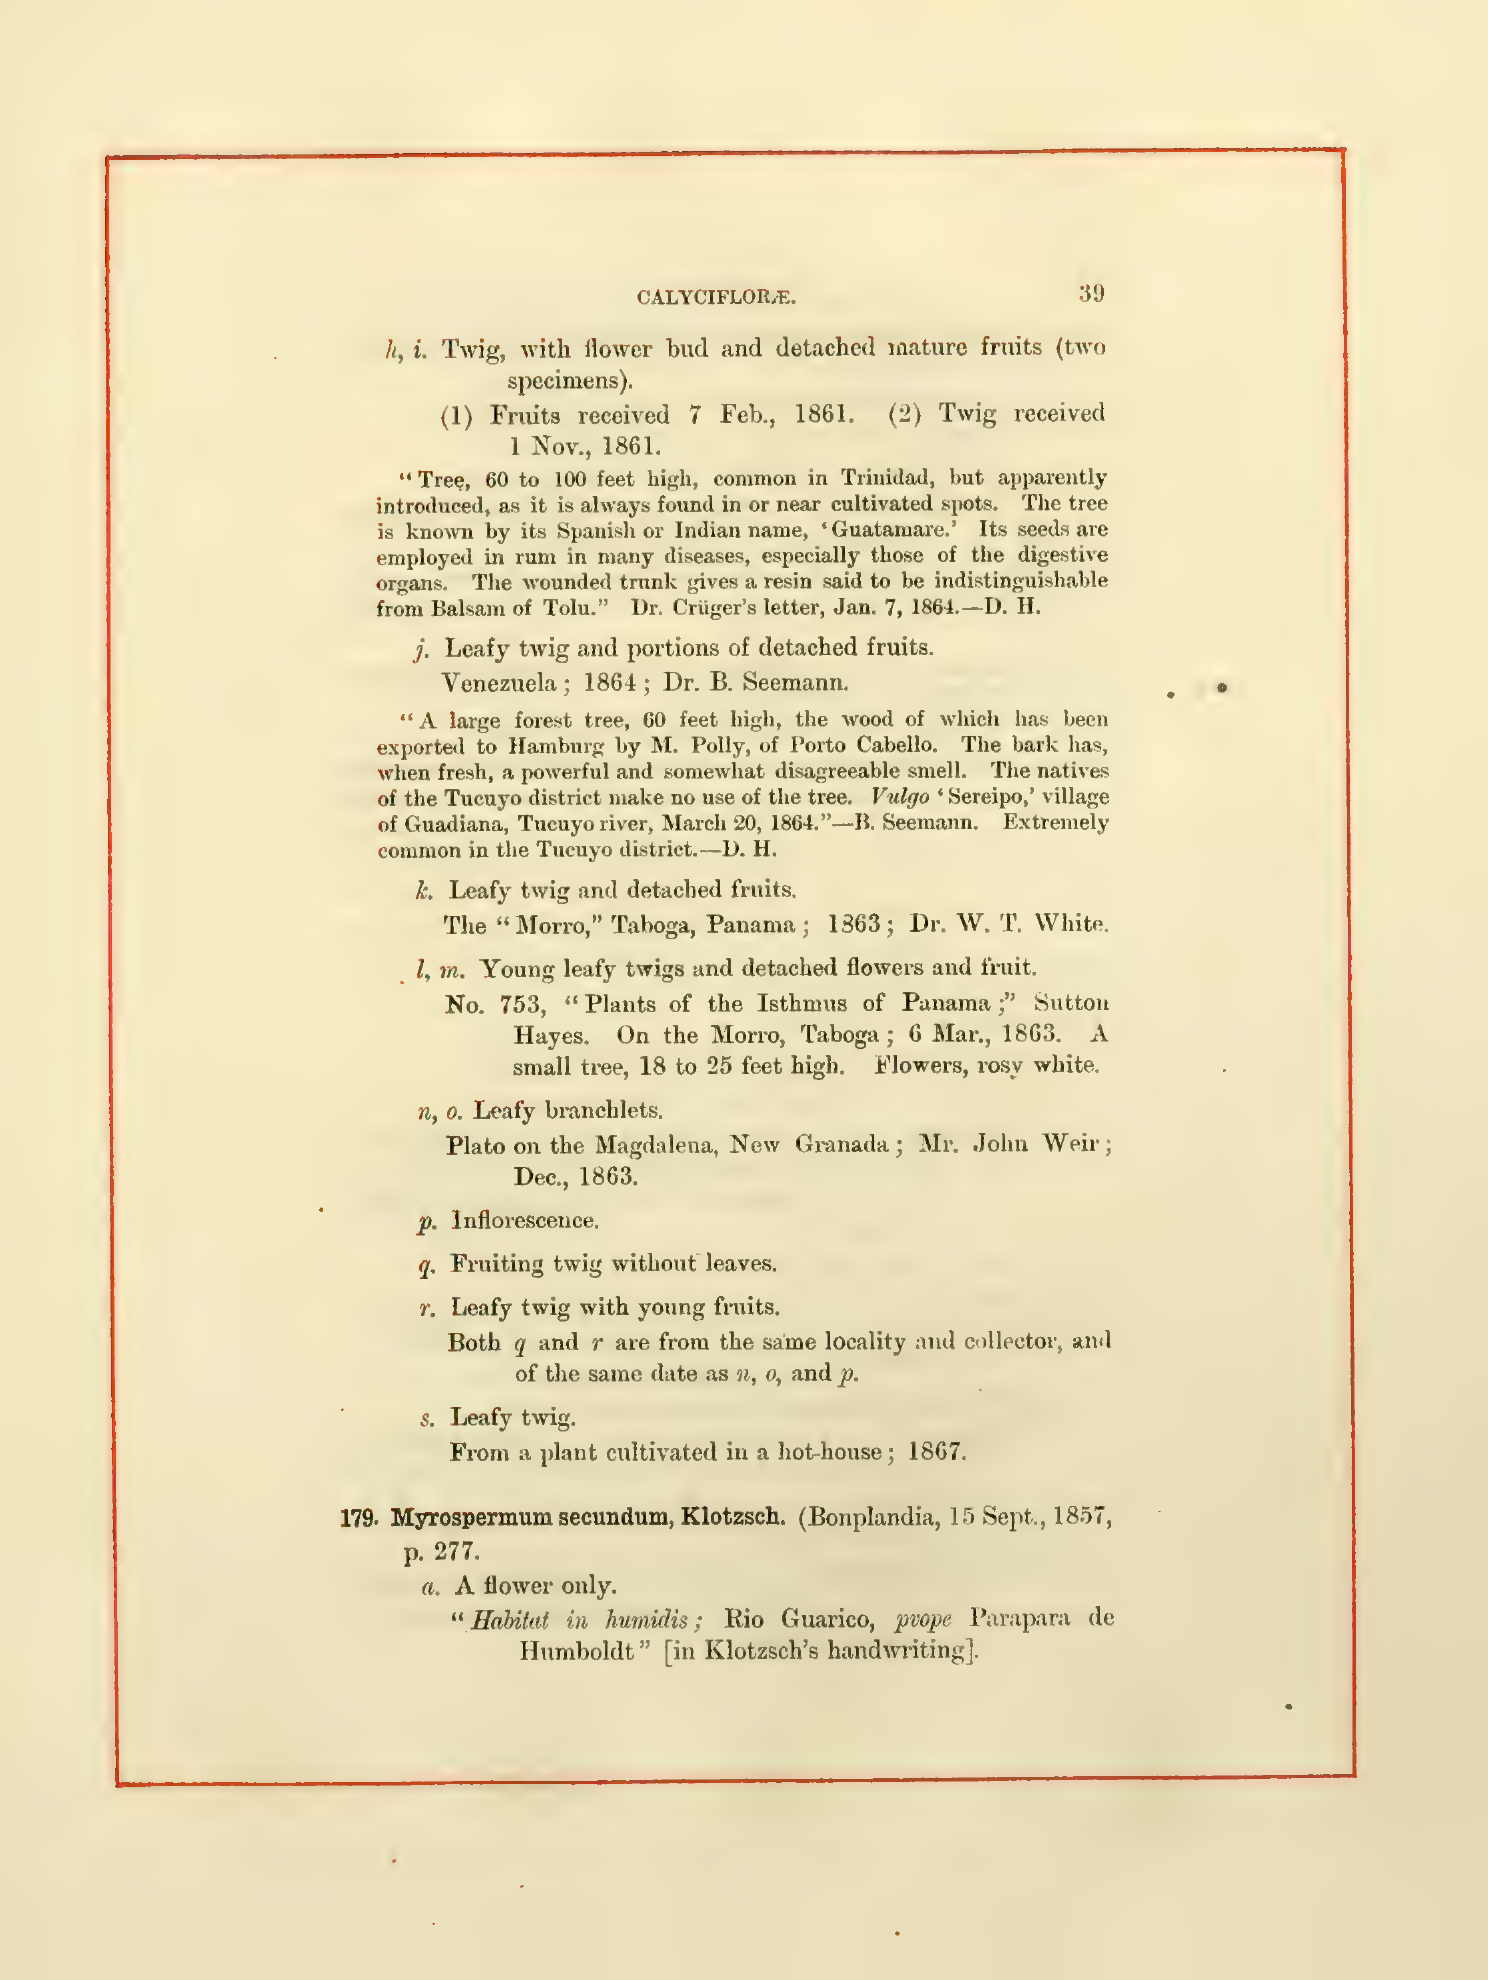 CALYCIFLORÆ. 39
h, i. Twig, with flower bud and detached mature fruits (two
specimens).
(1) Fruits received 7 Feb., 1861. (2) Twig received
1 Nov., 1861.
“Tree, 60 to 100 feet high, common in Trinidad, but apparently
introduced, as it is always found in or near cultivated spots. The tree
is known by its Spanish or Indian name, ‘Guatamare.’ Its seeds are
employed in rum in many diseases, especially those of the digestive
organs. The wounded trunk gives a resin said to be indistinguishable
from Balsam of Tolu.” Dr. Crüger’s letter, Jan. 7, 1864.—D. H.
j. Leafy twig and portions of detached fruits.
Venezuela; 1864; Dr. B. Seemann.
“A large forest tree, 60 feet high, the wood of which has been
exported to Hamburg by M. Polly, of Porto Cabello. The bark has,
when fresh, a powerful and somewhat disagreeable smell. The natives
of the Tucuyo district make no use of the tree. Vulgo ‘Sereipo,’ village
of Guadiana, Tucuyo river, March 20, 1864.”—B. Seemann. Extremely
common in the Tucuyo district.—D. H.
k. Leafy twig and detached fruits.
The “Morro,” Taboga, Panama; 1863; Dr. W. T. White.
l, m. Young leafy twigs and detached flowers and fruit.
No. 753, “Plants of the Isthmus of Panama;” Sutton
Hayes. On the Morro, Taboga; 6 Mar., 1863. A
small tree, 18 to 25 feet high. Flowers, rosy white.
n, o. Leafy branchlets.
Plato on the Magdalena, New Granada; Mr. John Weir;
Dec., 1863.
p. Inflorescence.
q. Fruiting twig without leaves.
r. Leafy twig with young fruits.
Both q and r are from the same locality and collector, and
of the same date as n, o, and p.
s. Leafy twig.
From a plant cultivated in a hot-house; 1867.
179. Myrospermum secundum, Klotzsch. (Bonplandia, 15 Sept., 1857,
p. 277.
a. A flower only.
“Habitat in humidis; Rio Guarico, prope Parapara de
Humboldt” [in Klotzsch’s handwriting].